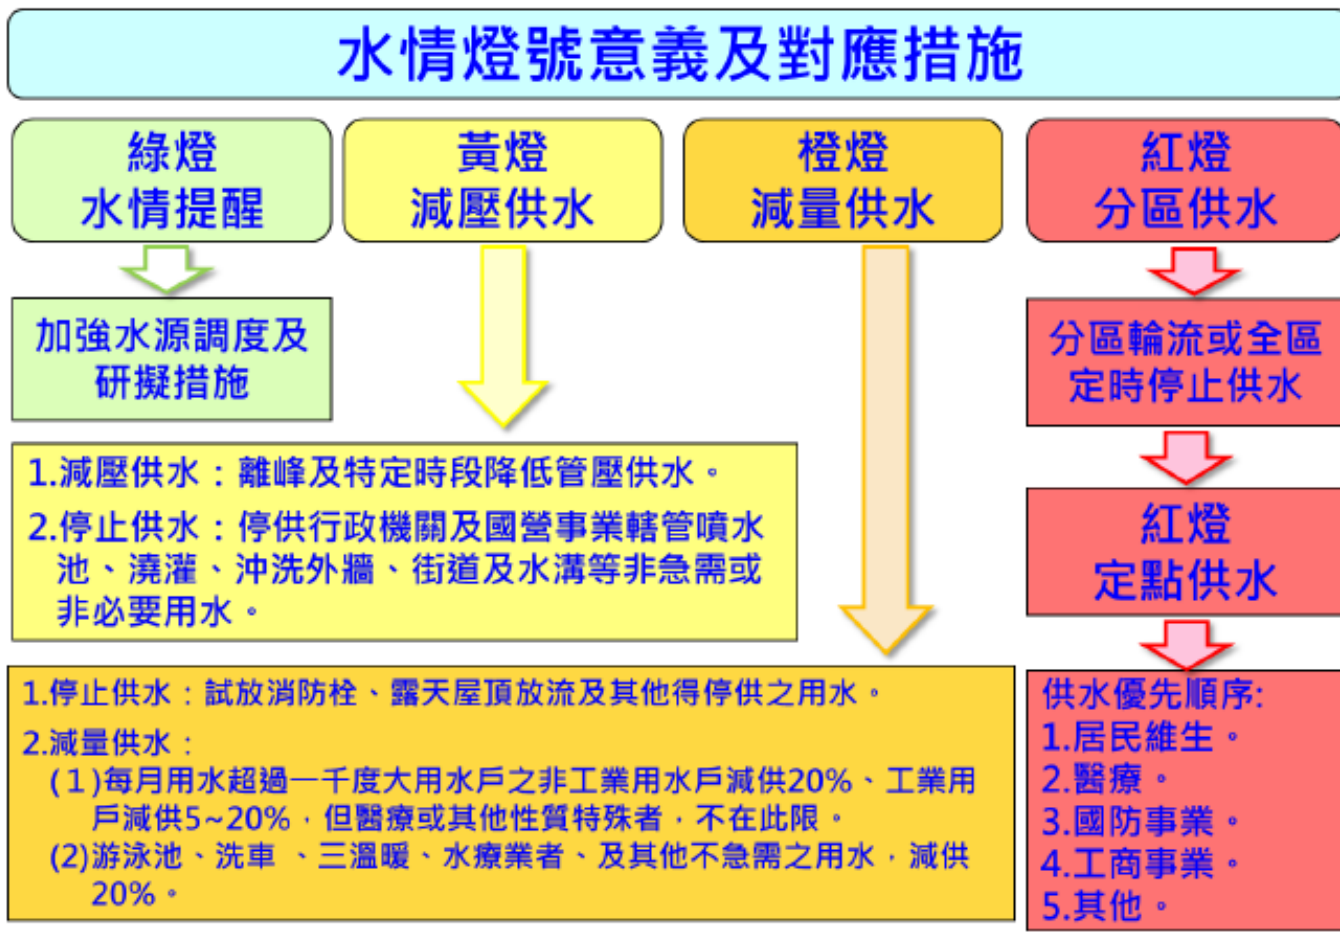 水情燈號意義及對應措施
綠燈
水情提醒
黃燈
減壓供水
橙燈
減量供水
紅燈
分區供水
加強水源調度及
研擬措施
分區輪流或全區
定時停止供水
1.減壓供水：離峰及特定時段降低管壓供水。
2.停止供水：停供行政機關及國營事業轄管噴水
池、澆灌、沖洗外牆、街道及水溝等非急需或
非必要用水。
紅燈
定點供水
1.停止供水：試放消防栓、露天屋頂放流及其他得停供之用水。
2.減量供水：
(１)每月用水超過一千度大用水戶之非工業用水戶減供20%、工業用
戶減供5~20%，但醫療或其他性質特殊者，不在此限。
(2)游泳池、洗車 、三溫暖、水療業者、及其他不急需之用水，減供
20%。
供水優先順序:
1.居民維生。
2.醫療。
3.國防事業。
4.工商事業。
5.其他。